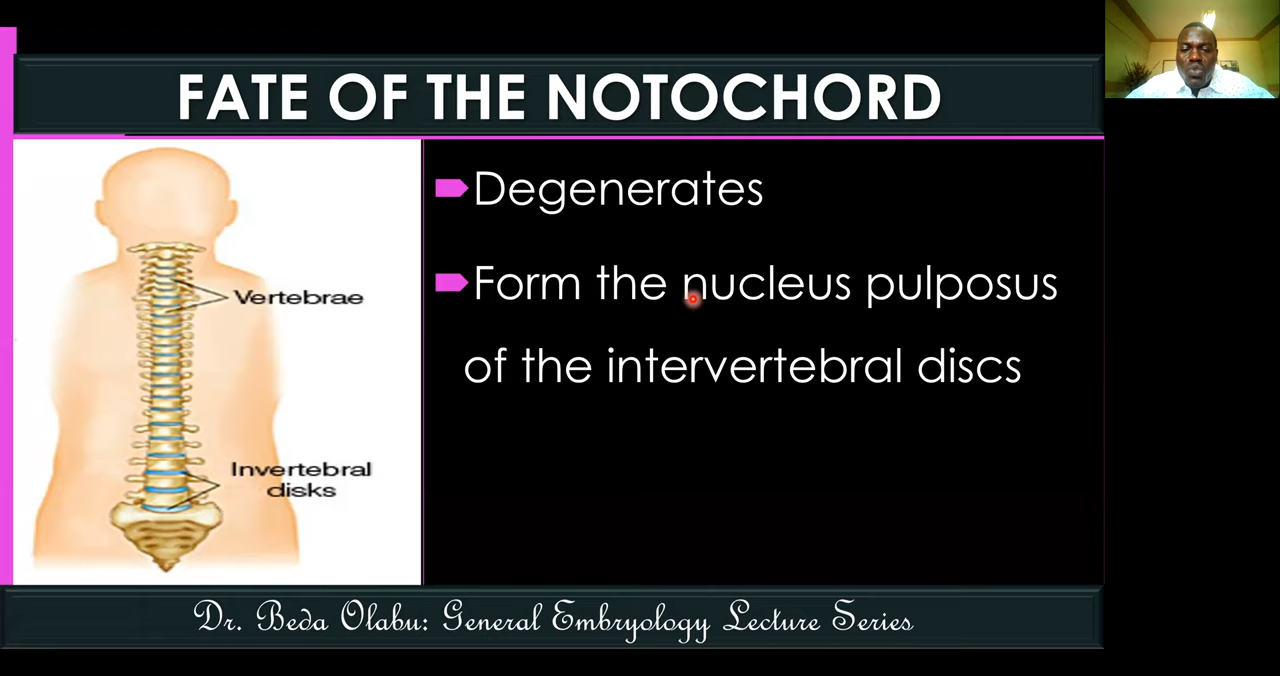 FATE OF THE NOTOCHORD
Degenerates
Form the nucleus pulposus
of the intervertebral discs
Vertebrae
Invertebral
disks
Dr. Beda Olabu: General Embryology Lecture Series